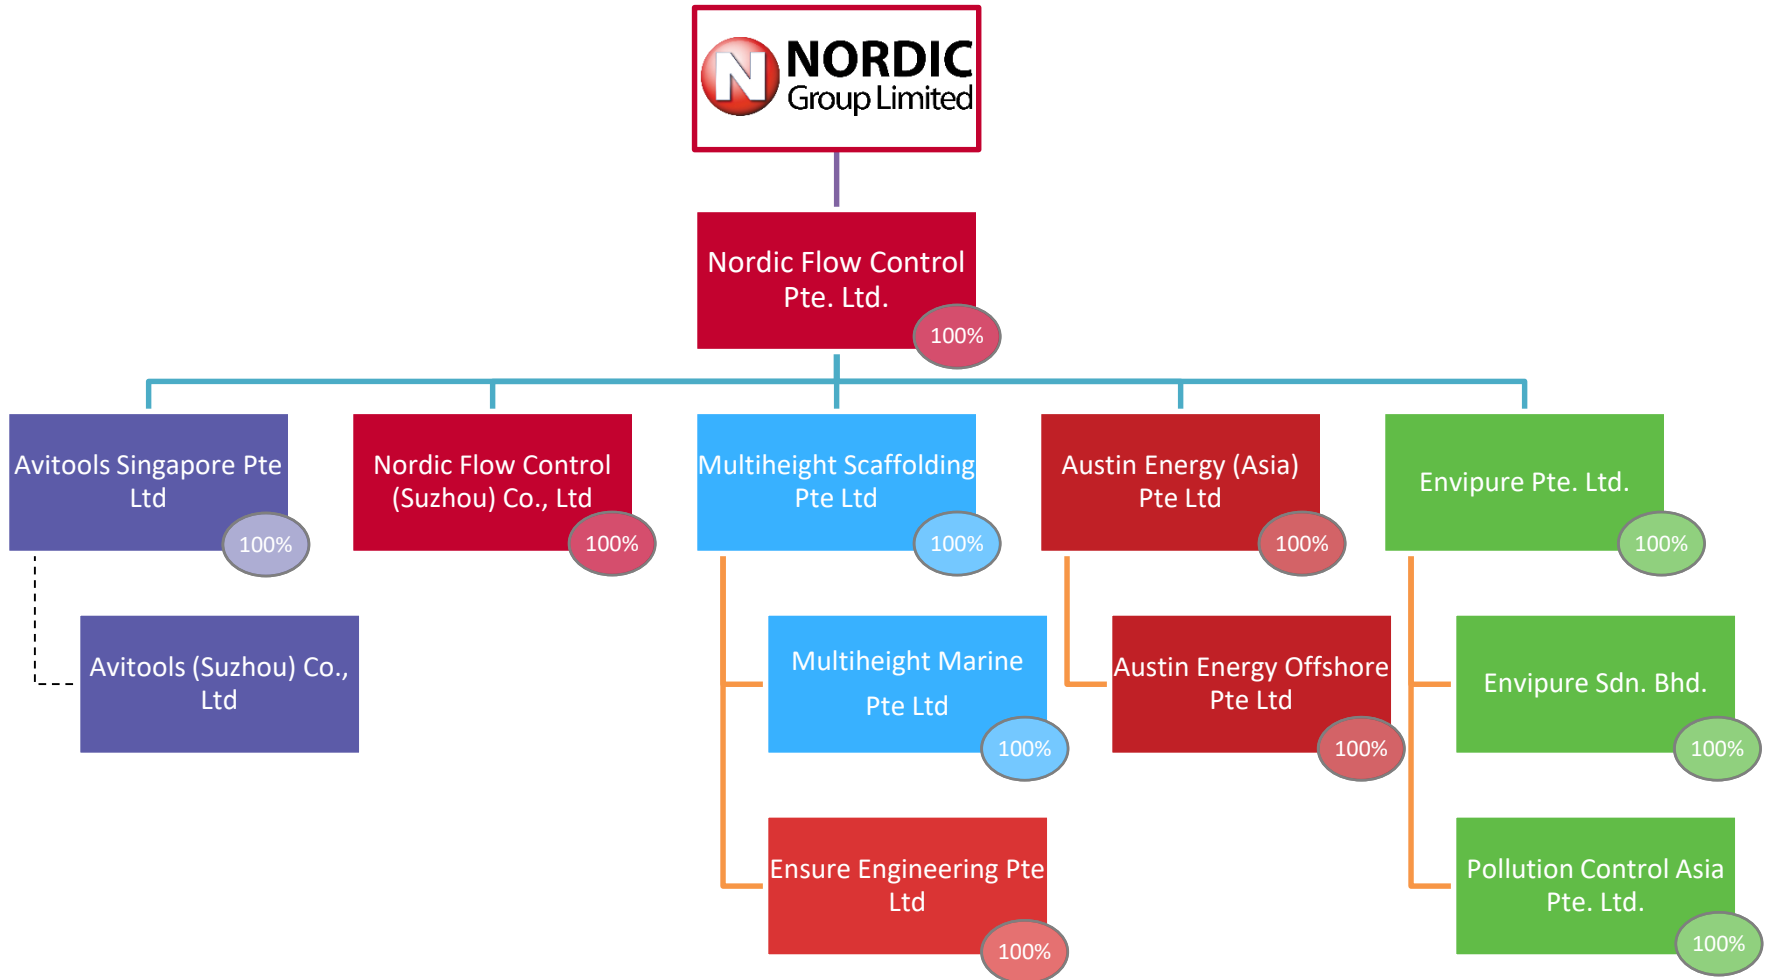 N NORDIC
Group Limited
Nordic Flow Control
Pte. Ltd.
100%
Avitools Singapore Pte
Ltd
100%
Nordic Flow Control
(Suzhou) Co., Ltd
100%
Multiheight Scaffolding
Pte Ltd
100%
Austin Energy (Asia)
Pte Ltd
100%
Envipure Pte. Ltd.
100%
Avitools (Suzhou) Co.,
Ltd
Multiheight Marine
Pte Ltd
100%
Austin Energy Offshore
Pte Ltd
100%
Envipure Sdn. Bhd.
100%
Ensure Engineering Pte
Ltd
100%
Pollution Control Asia
Pte. Ltd.
100%